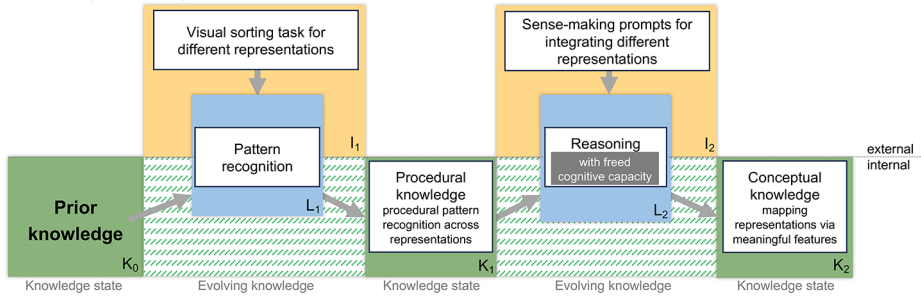 Visual sorting task for
different representations
Sense-making prompts for
integrating different
representations
Pattern
recognition
I1
Reasoning
with freed
cognitive capacity
I2
external
internal
Prior
knowledge
L1
Procedural
knowledge
procedural pattern
recognition across
representations
L2
Conceptual
knowledge
mapping
representations via
meaningful features
K0
K1
K2
Knowledge state
Evolving knowledge
Knowledge state
Evolving knowledge
Knowledge state